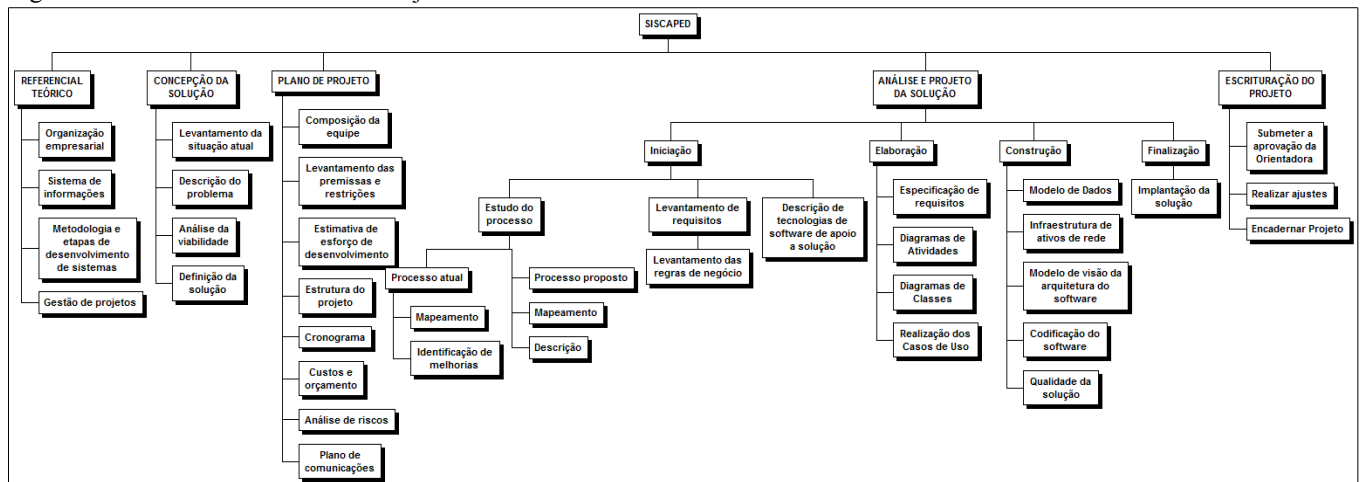 SISCAPED
REFERENCIAL
TEÓRICO
Organização
empresarial
Sistema de
informações
Metodologia e
etapas de
desenvolvimento
de sistemas
Gestão de projetos
CONCEPÇÃO DA
SOLUÇÃO
Levantamento da
situação atual
Descrição do
problema
Análise da
viabilidade
Definição da
solução
PLANO DE PROJETO
Composição da
equipe
Levantamento das
premissas e
restrições
Estimativa de
esforço de
desenvolvimento
Estrutura do
projeto
Cronograma
Custos e
orçamento
Análise de riscos
Plano de
comunicações
ANÁLISE E PROJETO
DA SOLUÇÃO
Iniciação
Estudo do
processo
Processo atual
Mapeamento
Identificação de
melhorias
Processo proposto
Mapeamento
Descrição
Levantamento de
requisitos
Levantamento das
regras de negócio
Descrição de
tecnologias de
software de apoio
a solução
Elaboração
Especificação de
requisitos
Diagramas de
Atividades
Diagramas de
Classes
Realização dos
Casos de Uso
Construção
Modelo de Dados
Infraestrutura de
ativos de rede
Modelo de visão da
arquitetura do
software
Codificação do
software
Qualidade da
solução
Finalização
Implantação da
solução
ESCRITURAÇÃO DO
PROJETO
Submeter a
aprovação da
Orientadora
Realizar ajustes
Encadernar Projeto